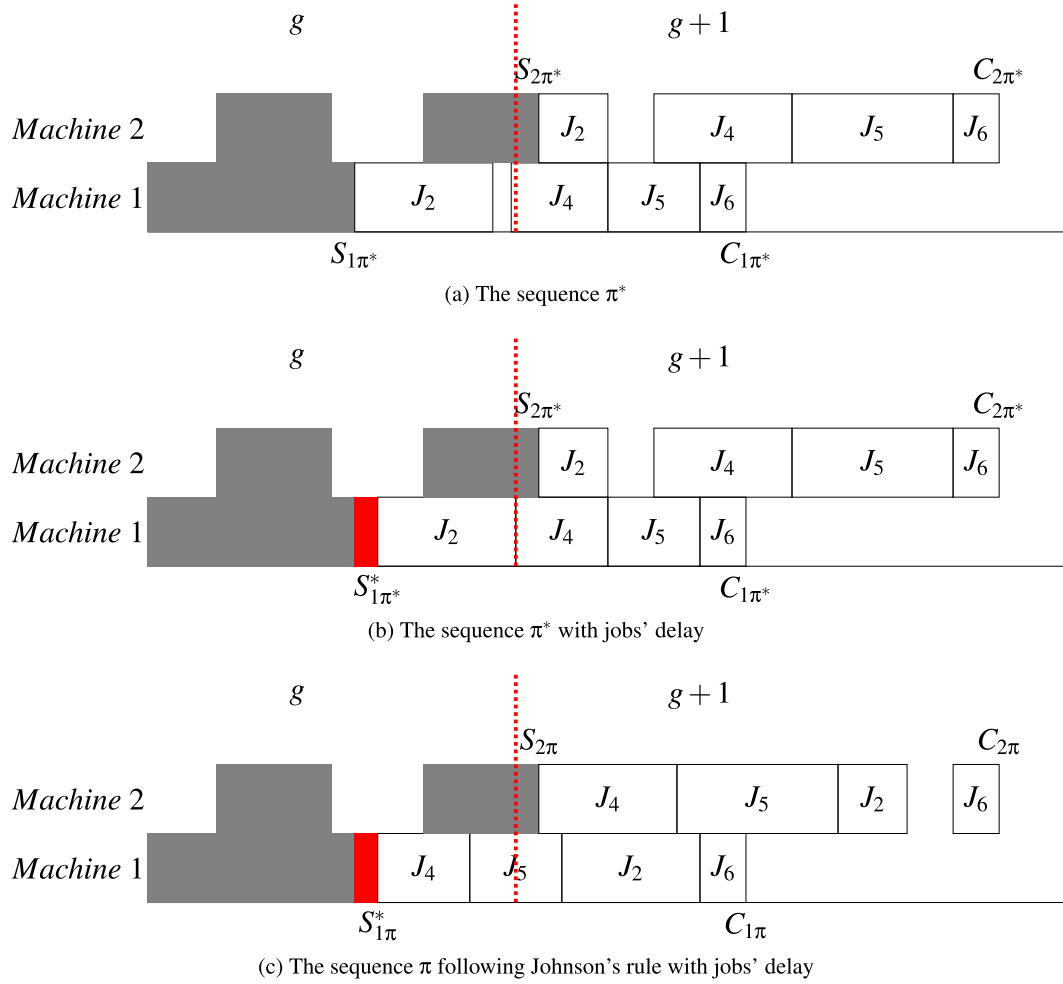 g g + 1
S2π* C2π*
Machine 2 J2 J4 J5 J6
Machine 1 J2 J4 J5 J6
S1π* C1π*
(a) The sequence π*
g g + 1
S2π* C2π*
Machine 2 J2 J4 J5 J6
Machine 1 J2 J4 J5 J6
S*1π* C1π*
(b) The sequence π* with jobs' delay
g g + 1
S2π C2π
Machine 2 J4 J5 J2 J6
Machine 1 J4 J5 J2 J6
S*1π C1π
(c) The sequence π following Johnson's rule with jobs' delay